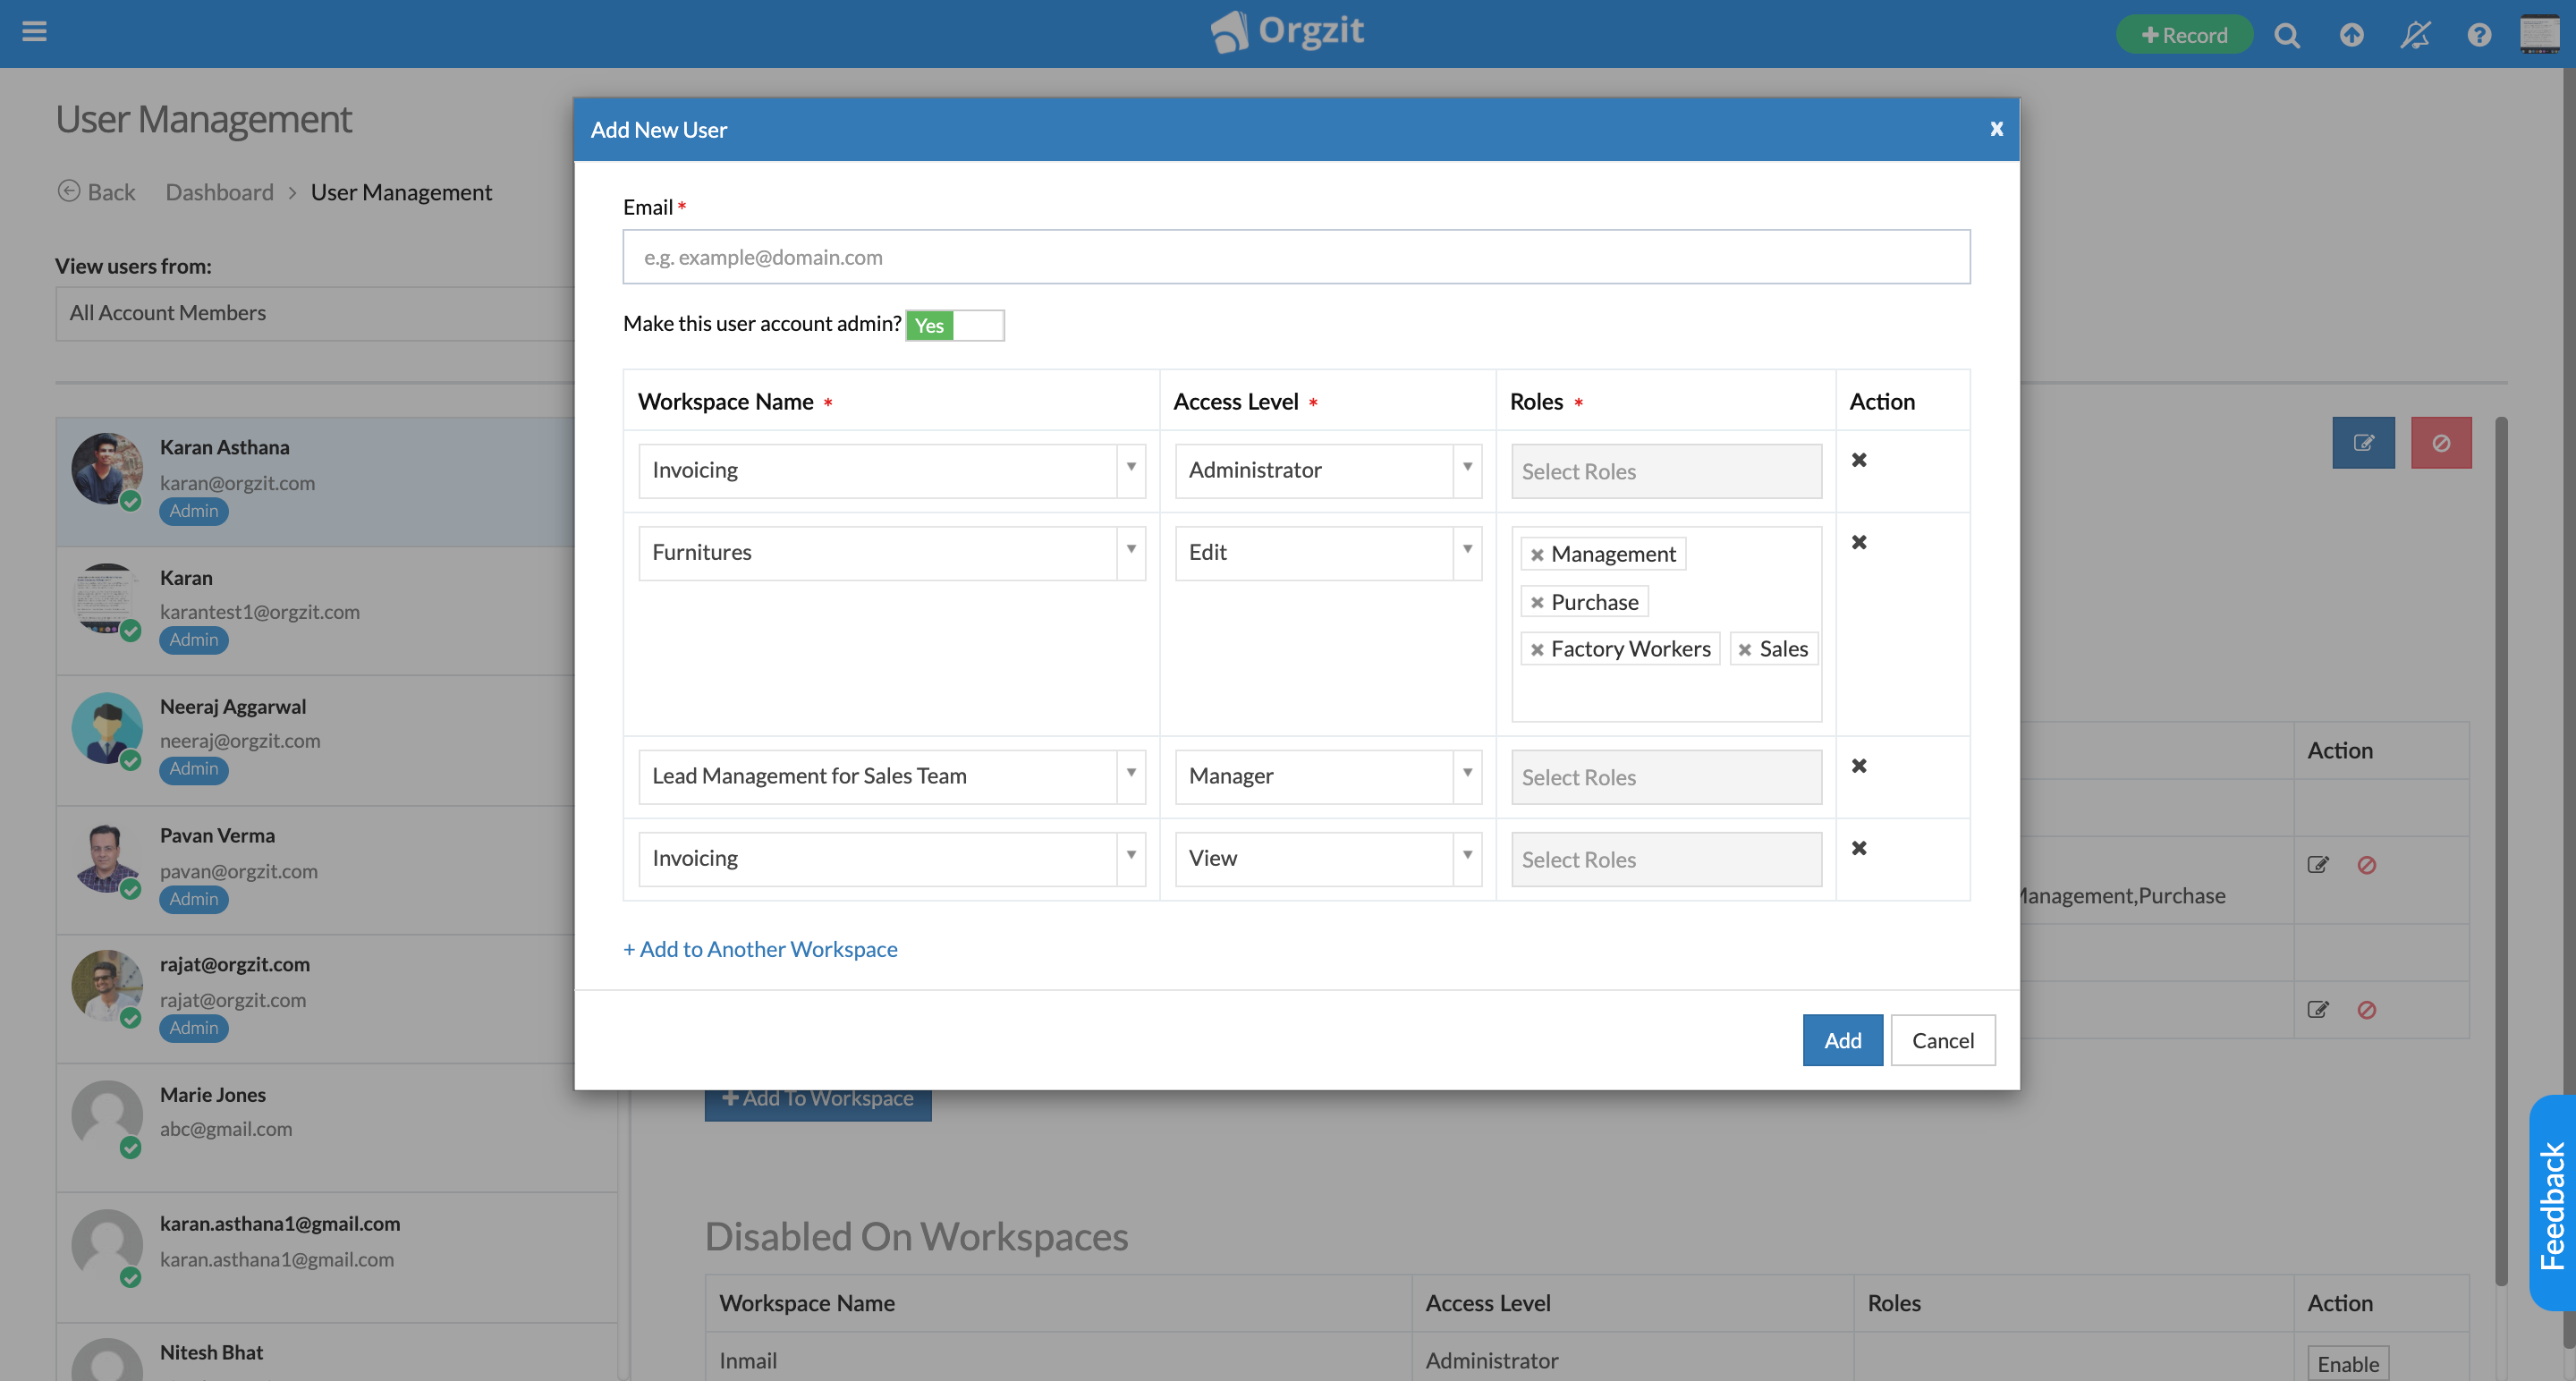 Orgzit
+Record
User Management
Back Dashboard > User Management
View users from:
All Account Members
Karan Asthana
karan@orgzit.com
Admin
Karan
karantest1@orgzit.com
Admin
Neeraj Aggarwal
neeraj@orgzit.com
Admin
Pavan Verma
pavan@orgzit.com
Admin
rajat@orgzit.com
rajat@orgzit.com
Admin
Marie Jones
abc@gmail.com
karan.asthana1@gmail.com
karan.asthana1@gmail.com
Nitesh Bhat
Add New User x
Email *
e.g. example@domain.com
Make this user account admin? Yes
Workspace Name * Access Level * Roles * Action
Invoicing Administrator Select Roles
Furnitures Edit Management
Purchase
Factory Workers Sales
Lead Management for Sales Team Manager Select Roles
Invoicing View Select Roles
+ Add to Another Workspace
Add Cancel
Action
Management,Purchase
+Add To Workspace
Disabled On Workspaces
Workspace Name Access Level Roles Action
Inmail Administrator Enable
Feedback